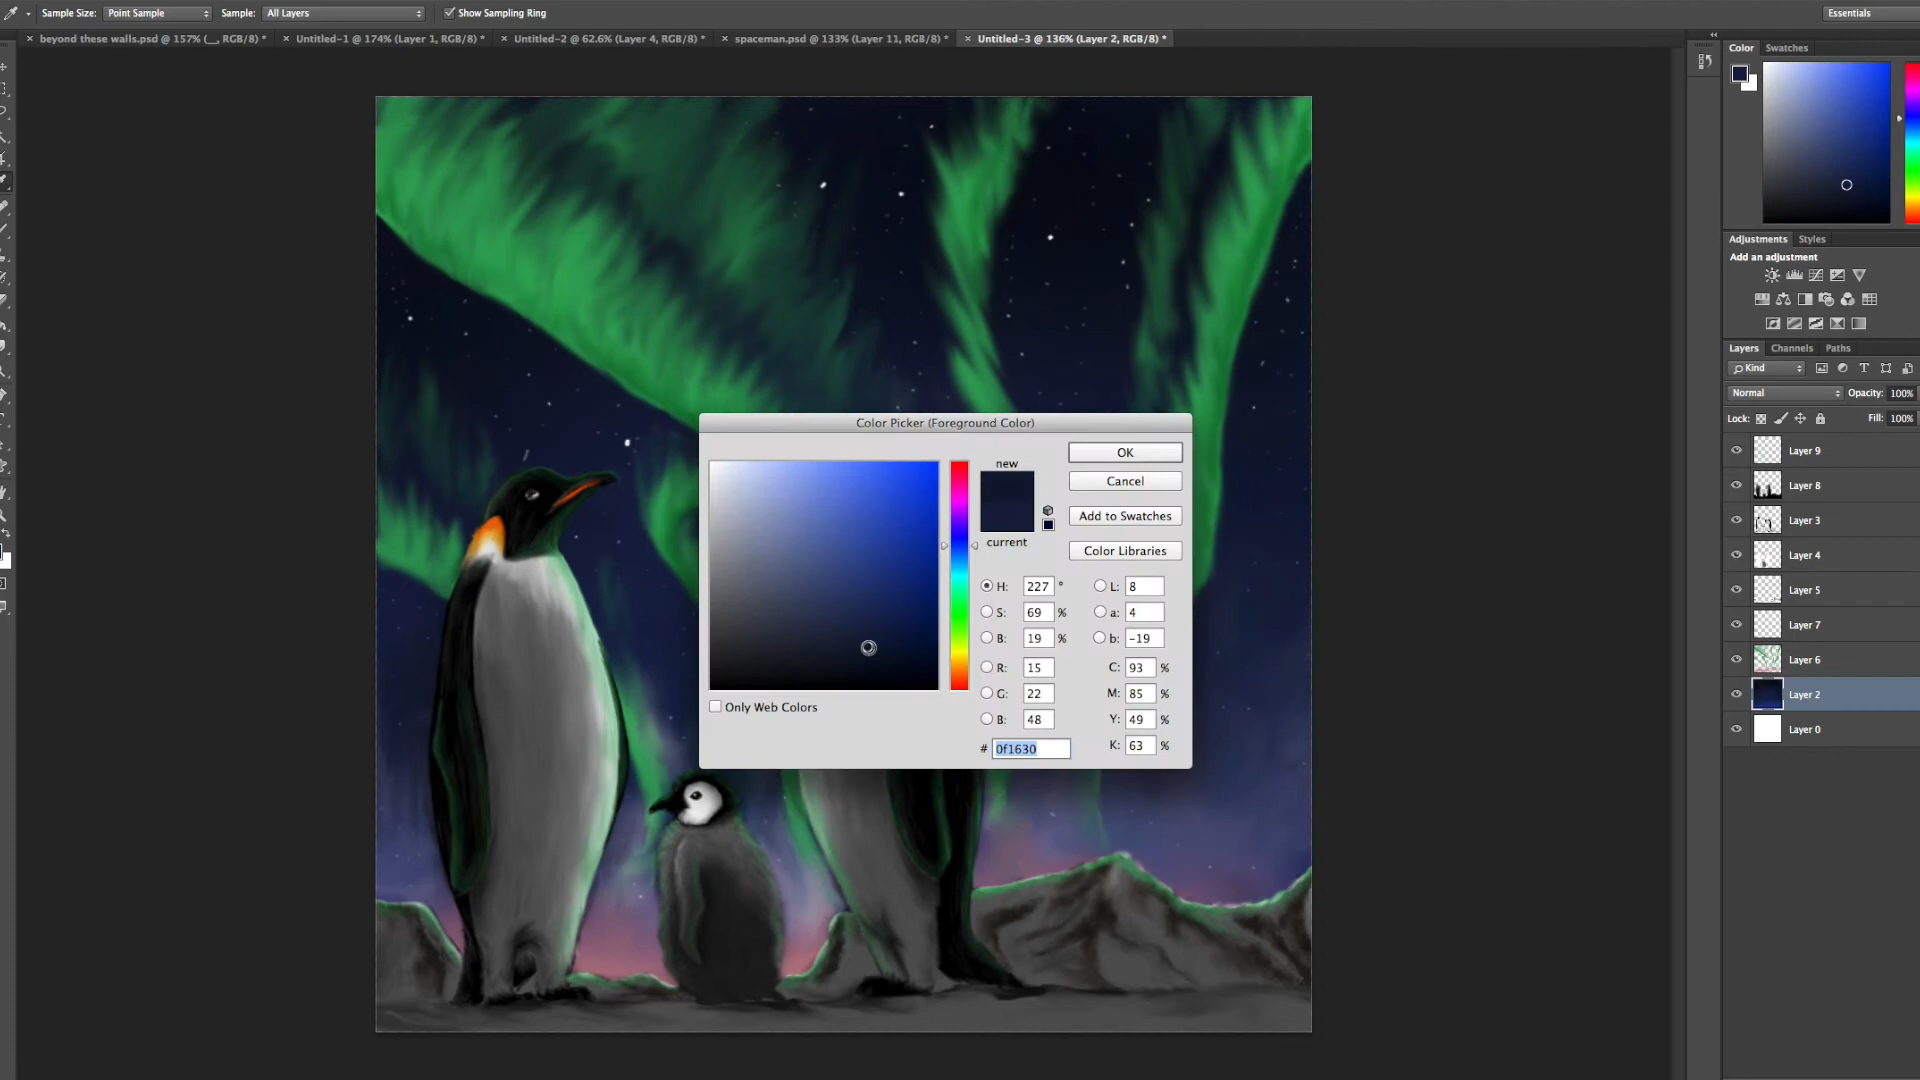 Sample Size: Point Sample Sample: All Layers Show Sampling Ring Essentials
beyond these walls.psd @ 157% (__, RGB/8) * Untitled-1 @ 174% (Layer 1, RGB/8) * Untitled-2 @ 62.6% (Layer 4, RGB/8) * spaceman.psd @ 133% (Layer 11, RGB/8) * Untitled-3 @ 136% (Layer 2, RGB/8) *
Color Swatches
Adjustments Styles
Add an adjustment
Layers Channels Paths
Kind
Normal Opacity: 100%
Lock: Fill: 100%
Layer 9
Layer 8
Layer 3
Layer 4
Layer 5
Layer 7
Layer 6
Layer 2
Layer 0
Color Picker (Foreground Color)
new
current
OK
Cancel
Add to Swatches
Color Libraries
H: 227 ° L: 8
S: 69 % a: 4
B: 19 % b: -19
R: 15 C: 93 %
G: 22 M: 85 %
B: 48 Y: 49 %
# 0f1630 K: 63 %
Only Web Colors